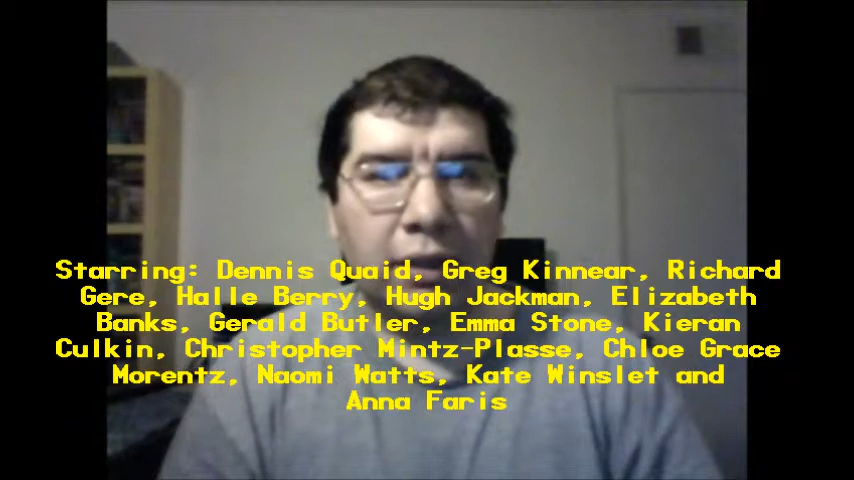 Starring: Dennis Quaid, Greg Kinnear, Richard
Gere, Halle Berry, Hugh Jackman, Elizabeth
Banks, Gerald Butler, Emma Stone, Kieran
Culkin, Christopher Mintz-Plasse, Chloe Grace
Morentz, Naomi Watts, Kate Winslet and
Anna Faris